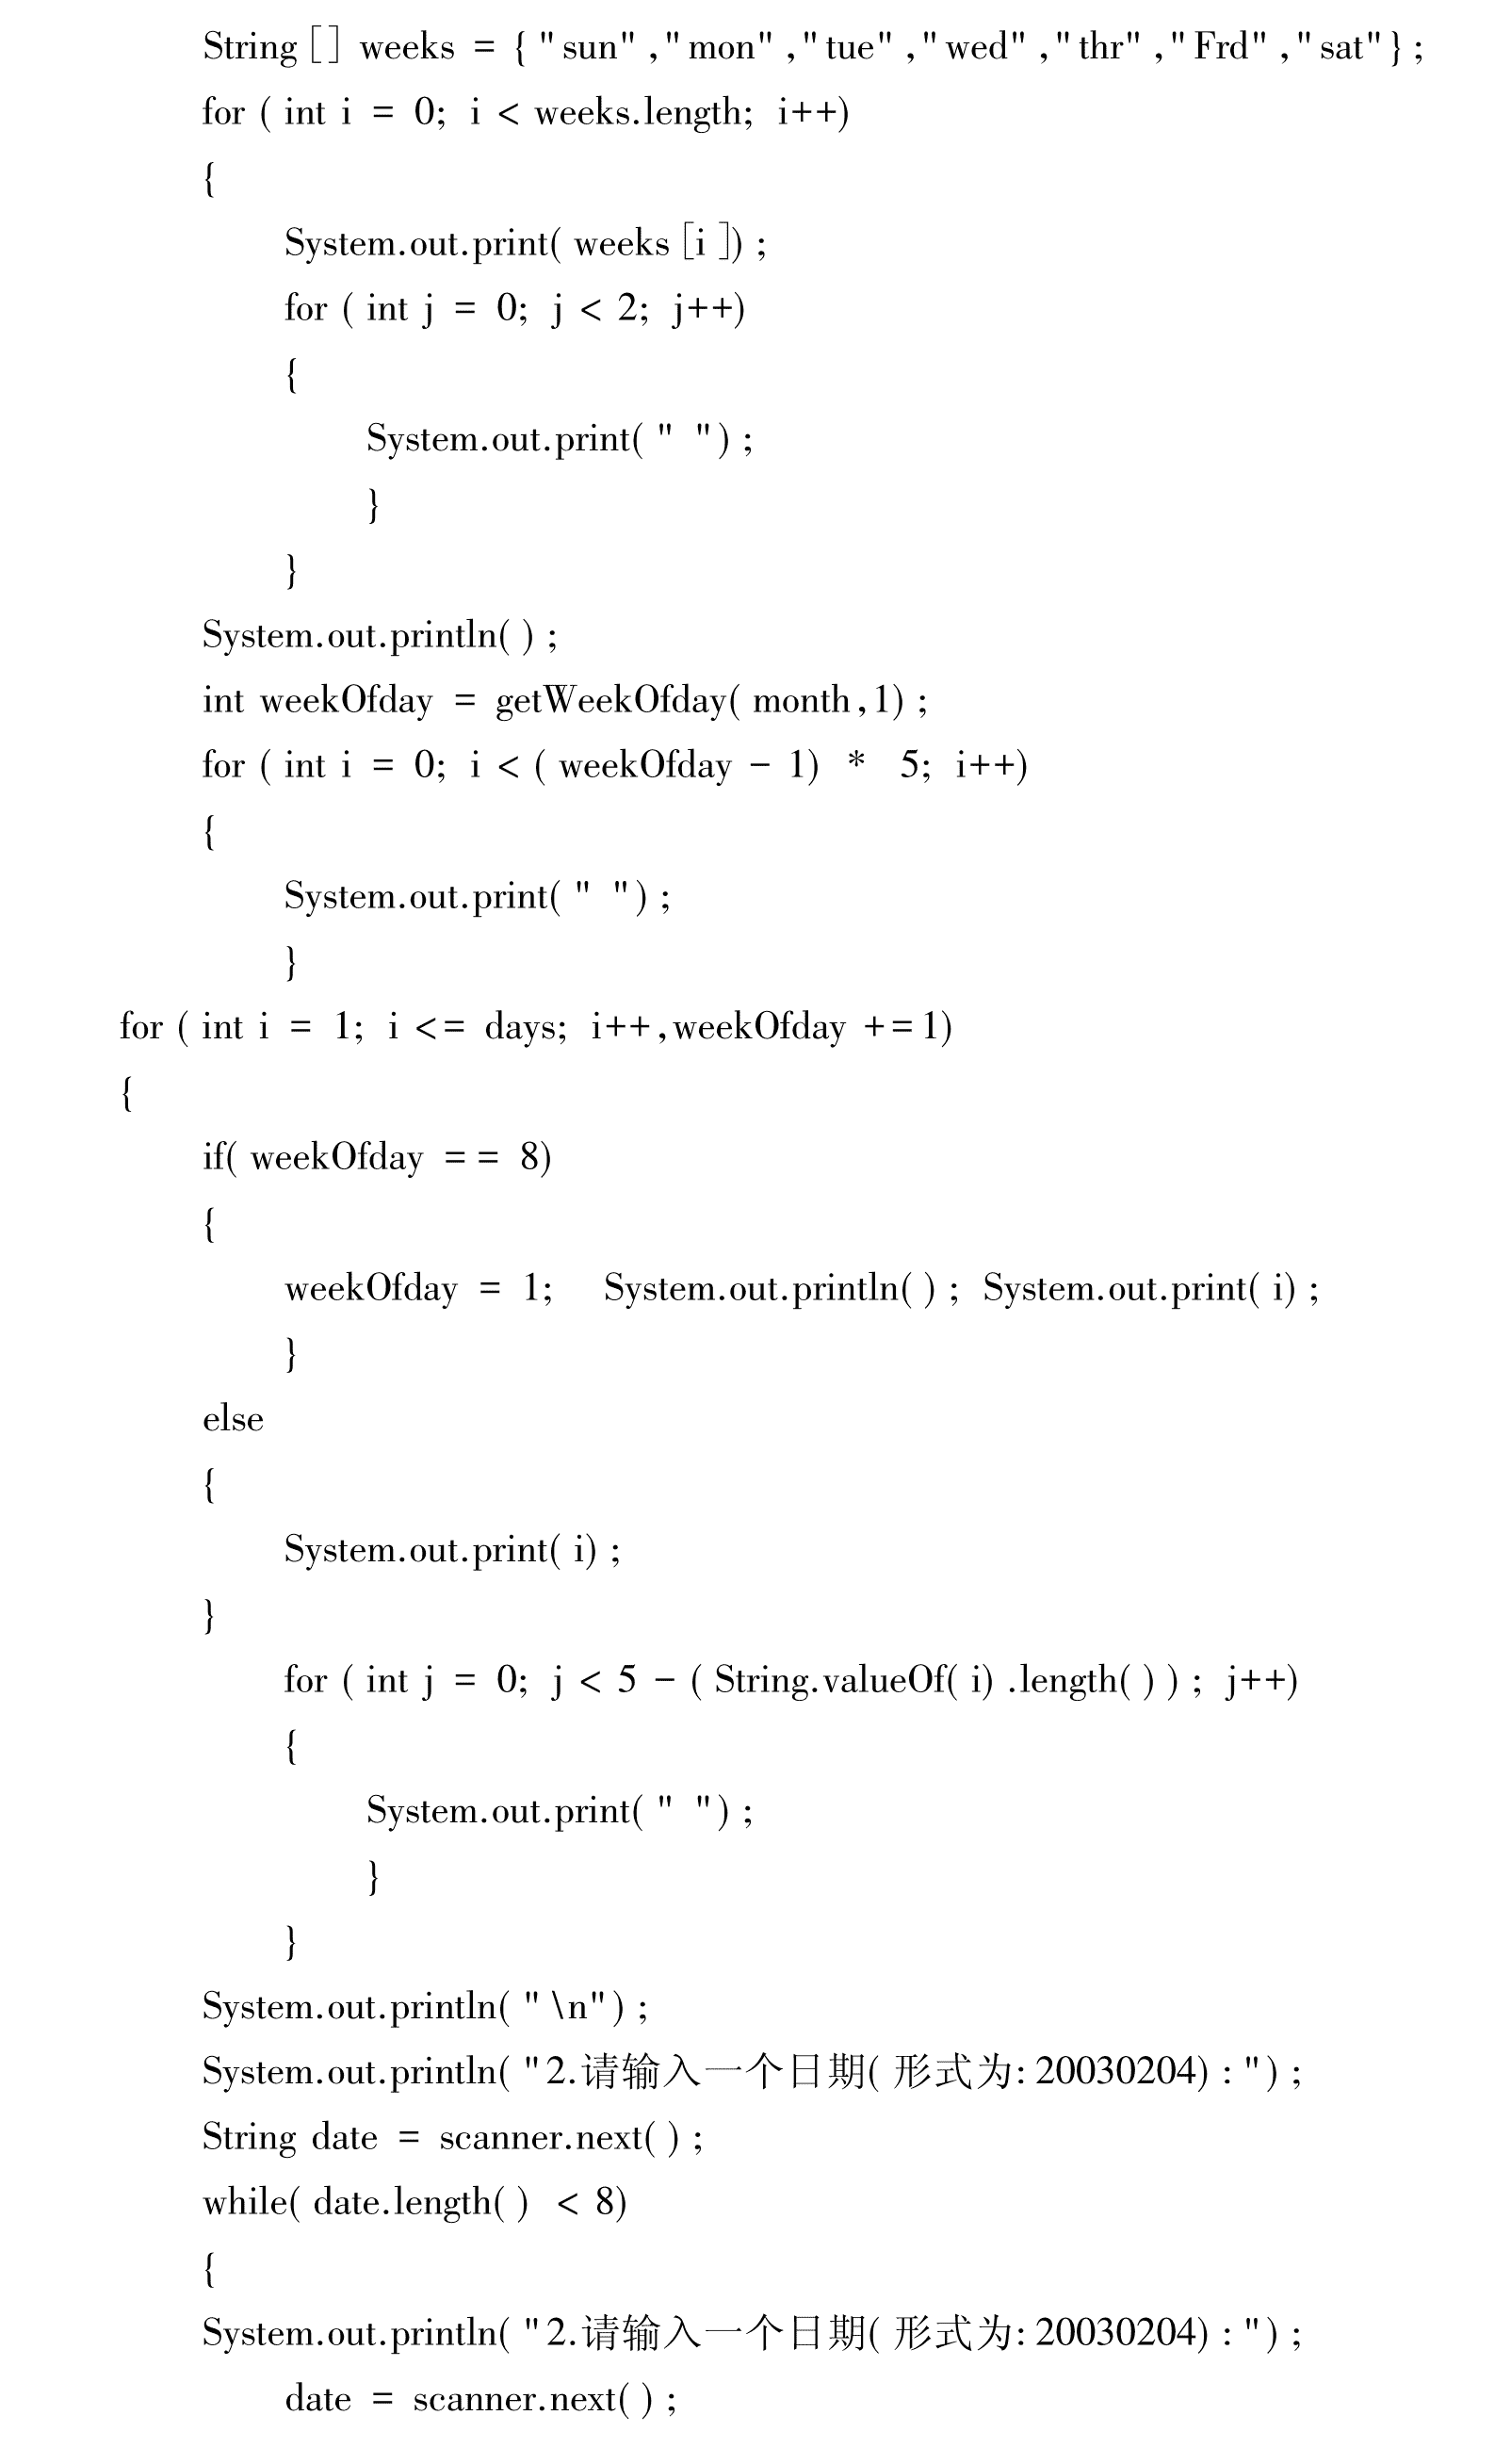 String[] weeks = {"sun","mon","tue","wed","thr","Frd","sat"};
for (int i = 0; i < weeks.length; i++)
{
System.out.print(weeks[i]);
for (int j = 0; j < 2; j++)
{
System.out.print(" ");
}
}
System.out.println();
int weekOfday = getWeekOfday(month,1);
for (int i = 0; i < (weekOfday - 1) * 5; i++)
{
System.out.print(" ");
}
for (int i = 1; i <= days; i++,weekOfday +=1)
{
if(weekOfday == 8)
{
weekOfday = 1; System.out.println(); System.out.print(i);
}
else
{
System.out.print(i);
}
for (int j = 0; j < 5 - (String.valueOf(i).length()); j++)
{
System.out.print(" ");
}
}
System.out.println("\n");
System.out.println("2.请输入一个日期(形式为:20030204):");
String date = scanner.next();
while(date.length() < 8)
{
System.out.println("2.请输入一个日期(形式为:20030204):");
date = scanner.next();